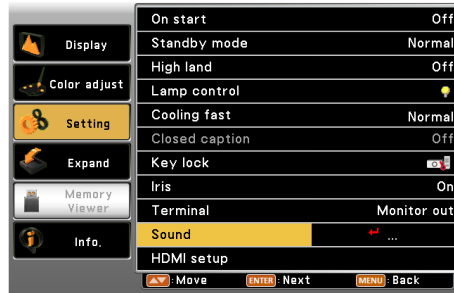 Display
Color adjust
Setting
Expand
Memory
Viewer
Info.
On start Off
Standby mode Normal
High land Off
Lamp control
Cooling fast Normal
Closed caption Off
Key lock
Iris On
Terminal Monitor out
Sound ...
HDMI setup
:Move ENTER :Next MENU :Back